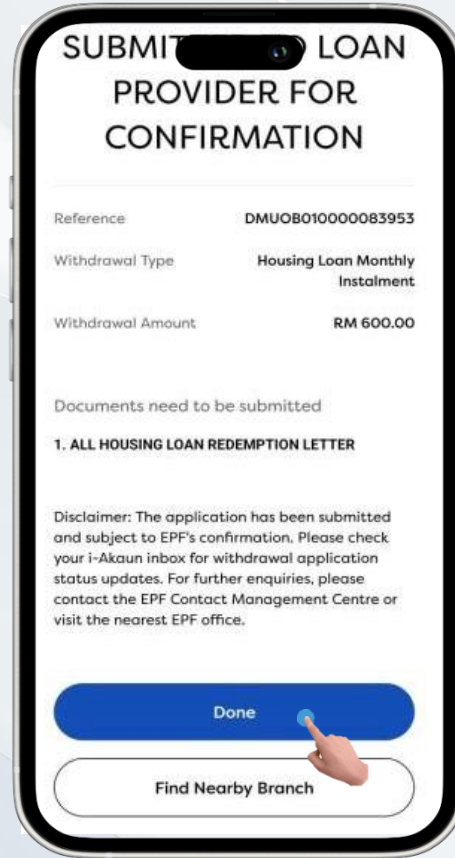 SUBMIT LOAN
PROVIDER FOR
CONFIRMATION
Reference DMUOB010000083953
Withdrawal Type Housing Loan Monthly
Instalment
Withdrawal Amount RM 600.00
Documents need to be submitted
1. ALL HOUSING LOAN REDEMPTION LETTER
Disclaimer: The application has been submitted
and subject to EPF's confirmation. Please check
your i-Akaun inbox for withdrawal application
status updates. For further enquiries, please
contact the EPF Contact Management Centre or
visit the nearest EPF office.
Done
Find Nearby Branch